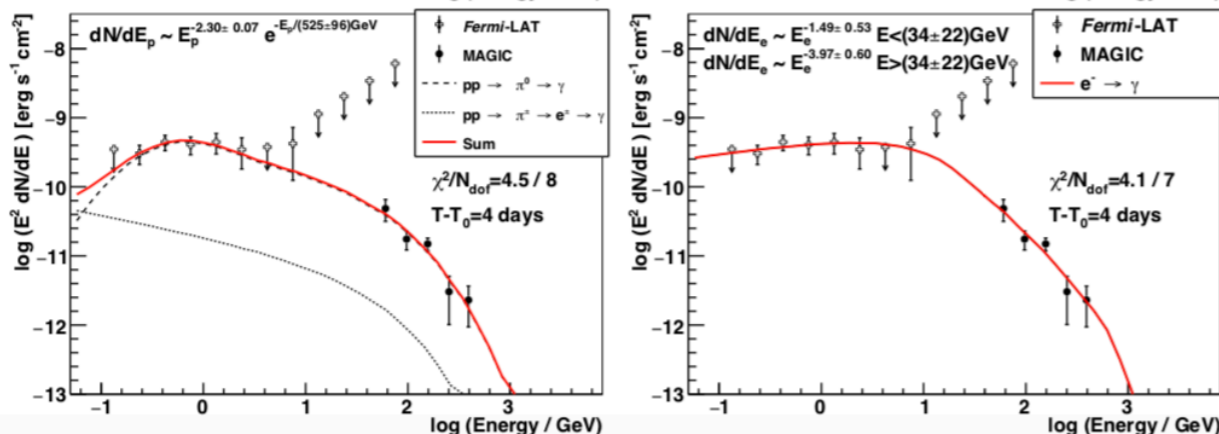 dN/dE_p ~ E_p^{-2.30± 0.07} e^{-E_p/(525±96)GeV}
Fermi-LAT
MAGIC
pp → π⁰ → γ
pp → π^± → e^± → γ
Sum
χ²/N_dof=4.5 / 8
T-T₀=4 days
log (E² dN/dE ) [erg s⁻¹ cm⁻²]
−8
−9
−10
−11
−12
−13
−1 0 1 2 3
log (Energy / GeV)
dN/dE_e ~ E_e^{-1.49± 0.53} E<(34±22)GeV
dN/dE_e ~ E_e^{-3.97± 0.60} E>(34±22)GeV
Fermi-LAT
MAGIC
e⁻ → γ
χ²/N_dof=4.1 / 7
T-T₀=4 days
log (E² dN/dE ) [erg s⁻¹ cm⁻²]
−8
−9
−10
−11
−12
−13
−1 0 1 2 3
log (Energy / GeV)